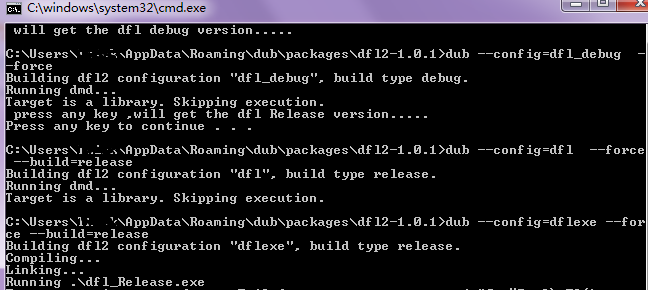 C:\windows\system32\cmd.exe
will get the dfl debug version.....
C:\Users\ \AppData\Roaming\dub\packages\dfl2-1.0.1>dub --config=dfl_debug -
-force
Building dfl2 configuration "dfl_debug", build type debug.
Running dmd...
Target is a library. Skipping execution.
press any key ,will get the dfl Release version.....
Press any key to continue . . .
C:\Users\ \AppData\Roaming\dub\packages\dfl2-1.0.1>dub --config=dfl --force
--build=release
Building dfl2 configuration "dfl", build type release.
Running dmd...
Target is a library. Skipping execution.
C:\Users\ \AppData\Roaming\dub\packages\dfl2-1.0.1>dub --config=dflexe --for
ce --build=release
Building dfl2 configuration "dflexe", build type release.
Compiling...
Linking...
Running .\dfl_Release.exe